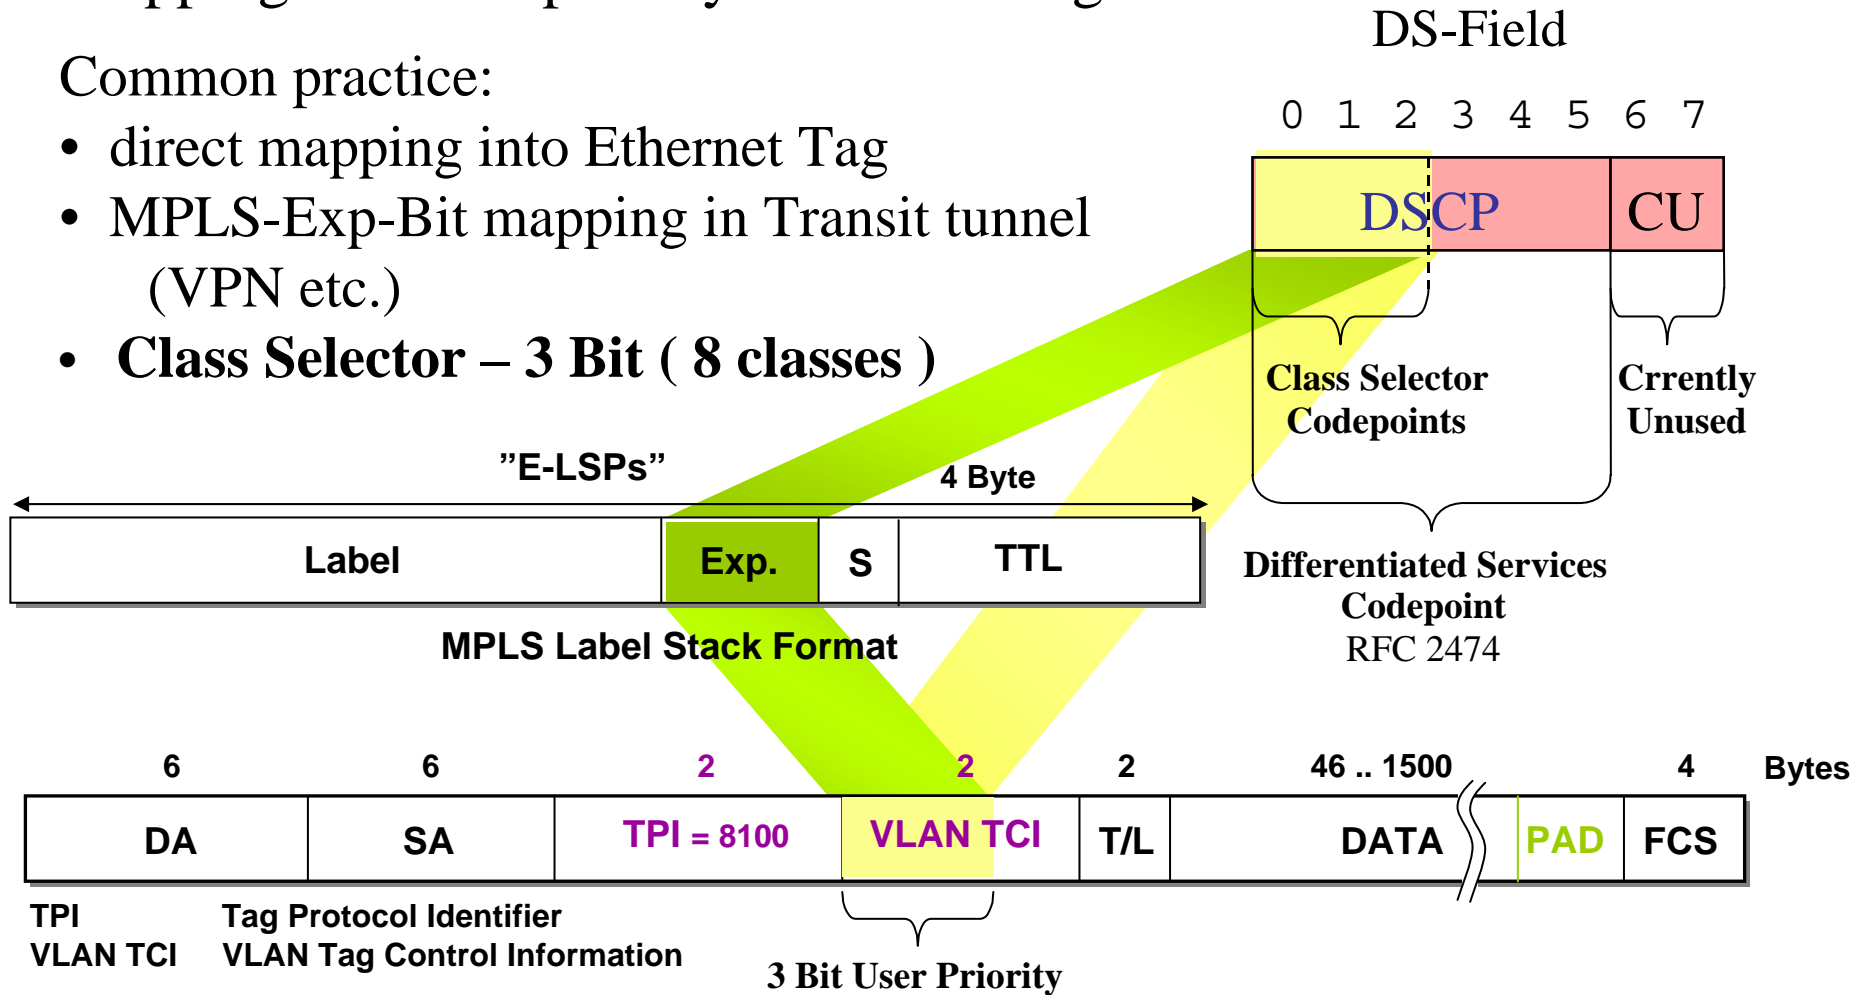 DS-Field
Common practice:
• direct mapping into Ethernet Tag
• MPLS-Exp-Bit mapping in Transit tunnel
(VPN etc.)
• Class Selector – 3 Bit ( 8 classes )
0 1 2 3 4 5 6 7
DSCP CU
Class Selector
Codepoints
Crrently
Unused
Differentiated Services
Codepoint
RFC 2474
”E-LSPs”
4 Byte
Label Exp. S TTL
MPLS Label Stack Format
6 6 2 2 2 46 .. 1500 4 Bytes
DA SA TPI = 8100 VLAN TCI T/L DATA PAD FCS
TPI Tag Protocol Identifier
VLAN TCI VLAN Tag Control Information
3 Bit User Priority